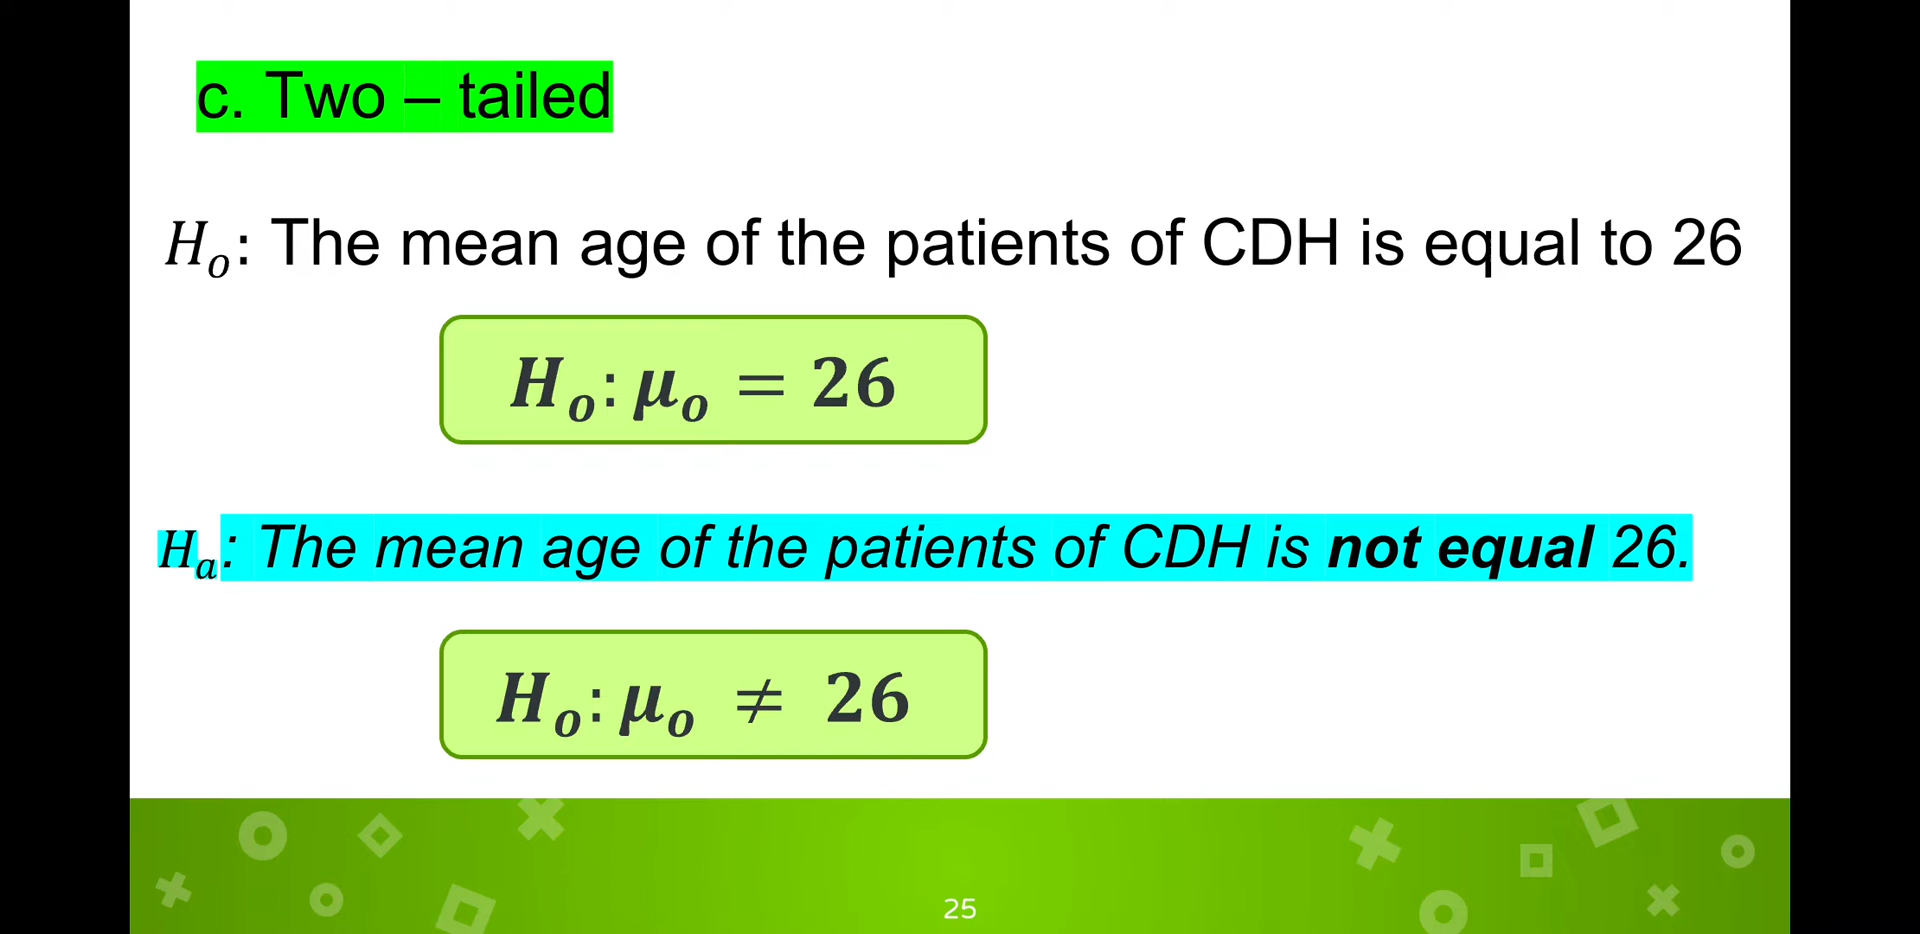 c. Two – tailed
Hₒ: The mean age of the patients of CDH is equal to 26
Hₒ: μₒ = 26
Hₐ: The mean age of the patients of CDH is not equal 26.
Hₒ: μₒ ≠ 26
25